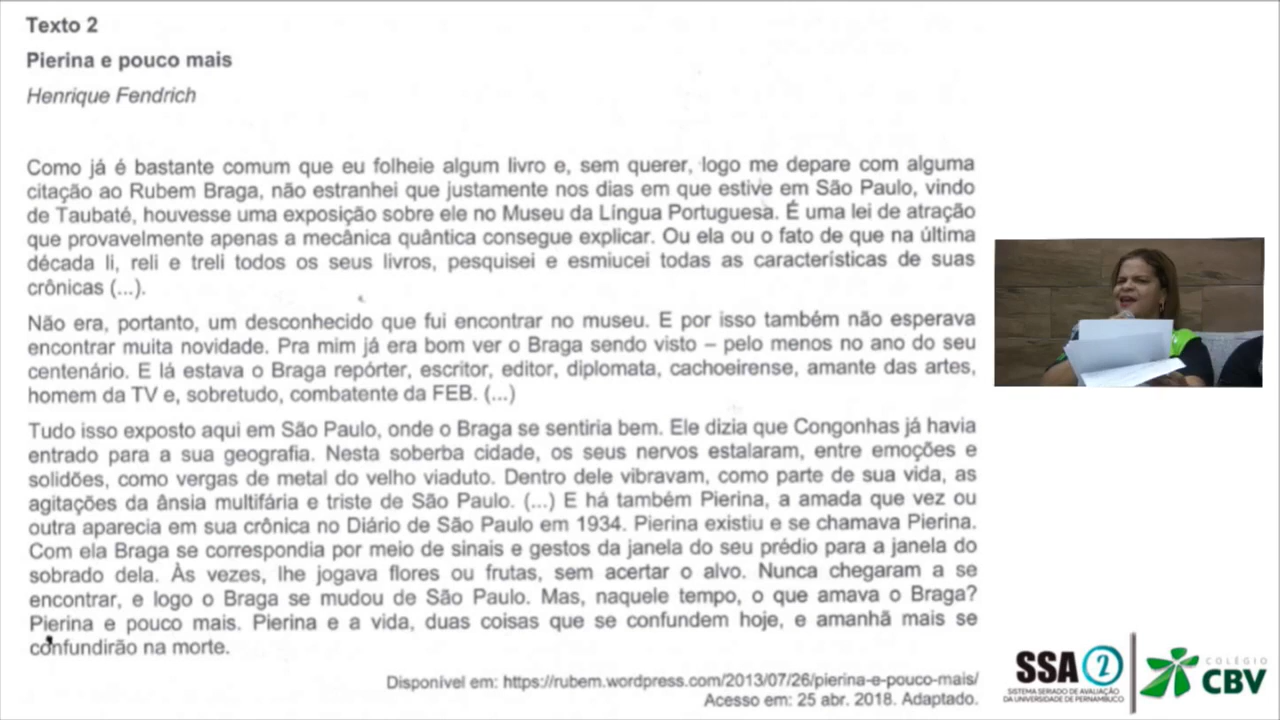 Texto 2
Pierina e pouco mais
Henrique Fendrich
Como já é bastante comum que eu folheie algum livro e, sem querer, logo me depare com alguma
citação ao Rubem Braga, não estranhei que justamente nos dias em que estive em São Paulo, vindo
de Taubaté, houvesse uma exposição sobre ele no Museu da Língua Portuguesa. É uma lei de atração
que provavelmente apenas a mecânica quântica consegue explicar. Ou ela ou o fato de que na última
década li, reli e treli todos os seus livros, pesquisei e esmiucei todas as características de suas
crônicas (...).
Não era, portanto, um desconhecido que fui encontrar no museu. E por isso também não esperava
encontrar muita novidade. Pra mim já era bom ver o Braga sendo visto – pelo menos no ano do seu
centenário. E lá estava o Braga repórter, escritor, editor, diplomata, cachoeirense, amante das artes,
homem da TV e, sobretudo, combatente da FEB. (...)
Tudo isso exposto aqui em São Paulo, onde o Braga se sentiria bem. Ele dizia que Congonhas já havia
entrado para a sua geografia. Nesta soberba cidade, os seus nervos estalaram, entre emoções e
solidões, como vergas de metal do velho viaduto. Dentro dele vibravam, como parte de sua vida, as
agitações da ânsia multifária e triste de São Paulo. (...) E há também Pierina, a amada que vez ou
outra aparecia em sua crônica no Diário de São Paulo em 1934. Pierina existiu e se chamava Pierina.
Com ela Braga se correspondia por meio de sinais e gestos da janela do seu prédio para a janela do
sobrado dela. Às vezes, lhe jogava flores ou frutas, sem acertar o alvo. Nunca chegaram a se
encontrar, e logo o Braga se mudou de São Paulo. Mas, naquele tempo, o que amava o Braga?
Pierina e pouco mais. Pierina e a vida, duas coisas que se confundem hoje, e amanhã mais se
confundirão na morte.
Disponível em: https://rubem.wordpress.com/2013/07/26/pierina-e-pouco-mais/
Acesso em: 25 abr. 2018. Adaptado.
SSA 2
SISTEMA SERIADO DE AVALIAÇÃO
DA UNIVERSIDADE DE PERNAMBUCO
COLÉGIO
CBV